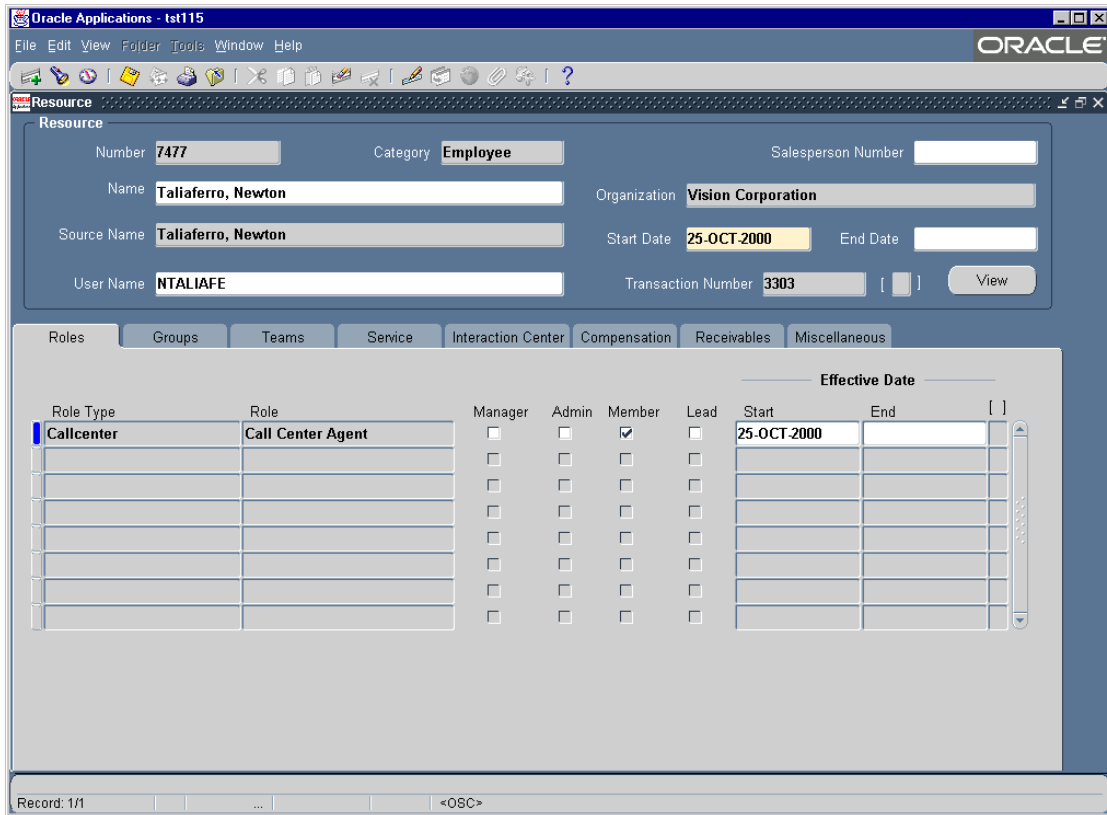 Oracle Applications - tst115
File Edit View Folder Tools Window Help
ORACLE
Resource
Resource
Number 7477 Category Employee Salesperson Number
Name Taliaferro, Newton Organization Vision Corporation
Source Name Taliaferro, Newton Start Date 25-OCT-2000 End Date
User Name NTALIAFE Transaction Number 3303 [ ] View
Roles Groups Teams Service Interaction Center Compensation Receivables Miscellaneous
Effective Date
Role Type Role Manager Admin Member Lead Start End [ ]
Callcenter Call Center Agent 25-OCT-2000
Record: 1/1 ... <OSC>